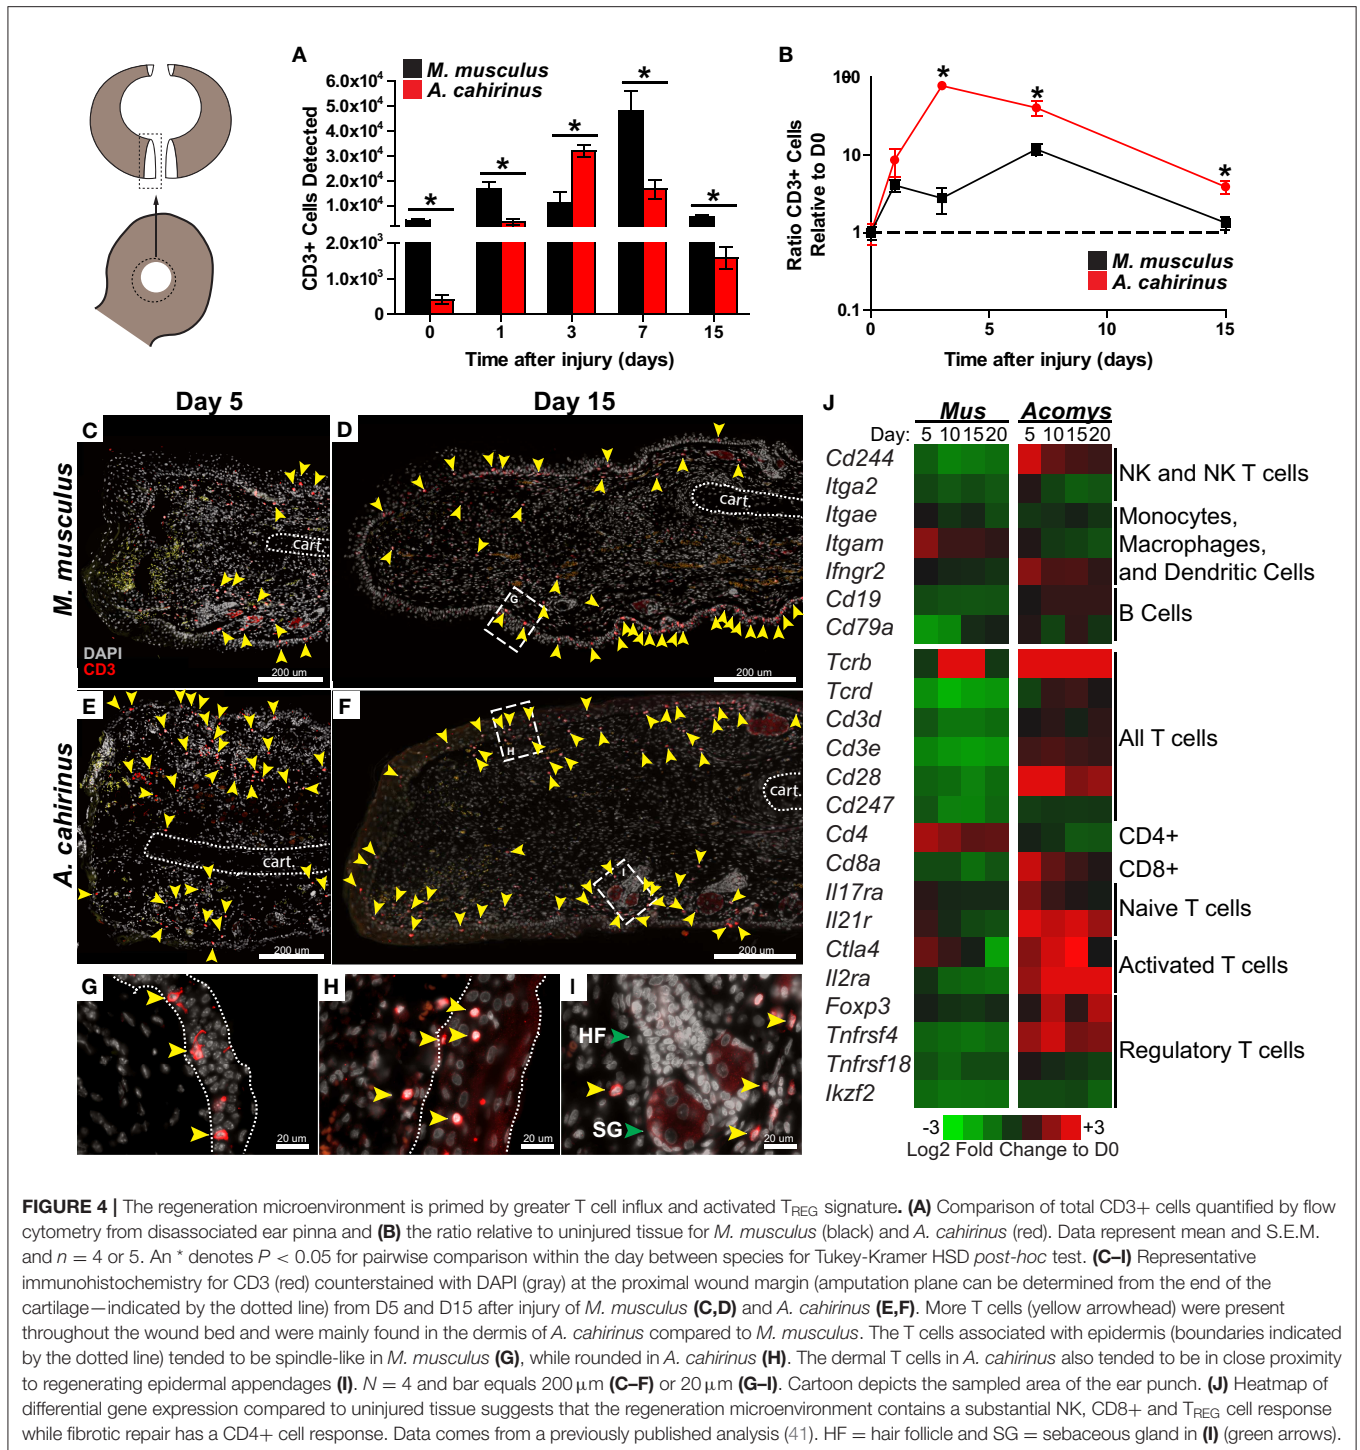 A
M. musculus
A. cahirinus
CD3+ Cells Detected
6.0x10⁴
5.0x10⁴
4.0x10⁴
3.0x10⁴
2.0x10⁴
1.0x10⁴
2.0x10³
1.0x10³
0
* * * * *
0 1 3 7 15
Time after injury (days)
B
Ratio CD3+ Cells
Relative to D0
100
10
1
0.1
* * *
M. musculus
A. cahirinus
0 5 10 15
Time after injury (days)
Day 5
Day 15
M. musculus
A. cahirinus
C
cart.
DAPI
CD3
200 um
D
cart.
G
200 um
E
cart.
200 um
F
H
cart.
I
200 um
G
20 um
H
20 um
I
HF
SG
20 um
J
Mus Acomys
Day: 5 10 15 20 5 10 15 20
Cd244
Itga2
NK and NK T cells
Itgae
Itgam
Ifngr2
Monocytes,
Macrophages,
and Dendritic Cells
Cd19
Cd79a
B Cells
Tcrb
Tcrd
Cd3d
Cd3e
Cd28
Cd247
All T cells
Cd4
CD4+
Cd8a
CD8+
Il17ra
Il21r
Naive T cells
Ctla4
Il2ra
Activated T cells
Foxp3
Tnfrsf4
Tnfrsf18
Ikzf2
Regulatory T cells
-3 +3
Log2 Fold Change to D0
FIGURE 4 | The regeneration microenvironment is primed by greater T cell influx and activated TREG signature. (A) Comparison of total CD3+ cells quantified by flow
cytometry from disassociated ear pinna and (B) the ratio relative to uninjured tissue for M. musculus (black) and A. cahirinus (red). Data represent mean and S.E.M.
and n = 4 or 5. An * denotes P < 0.05 for pairwise comparison within the day between species for Tukey-Kramer HSD post-hoc test. (C–I) Representative
immunohistochemistry for CD3 (red) counterstained with DAPI (gray) at the proximal wound margin (amputation plane can be determined from the end of the
cartilage—indicated by the dotted line) from D5 and D15 after injury of M. musculus (C,D) and A. cahirinus (E,F). More T cells (yellow arrowhead) were present
throughout the wound bed and were mainly found in the dermis of A. cahirinus compared to M. musculus. The T cells associated with epidermis (boundaries indicated
by the dotted line) tended to be spindle-like in M. musculus (G), while rounded in A. cahirinus (H). The dermal T cells in A. cahirinus also tended to be in close proximity
to regenerating epidermal appendages (I). N = 4 and bar equals 200 μm (C–F) or 20 μm (G–I). Cartoon depicts the sampled area of the ear punch. (J) Heatmap of
differential gene expression compared to uninjured tissue suggests that the regeneration microenvironment contains a substantial NK, CD8+ and TREG cell response
while fibrotic repair has a CD4+ cell response. Data comes from a previously published analysis (41). HF = hair follicle and SG = sebaceous gland in (I) (green arrows).